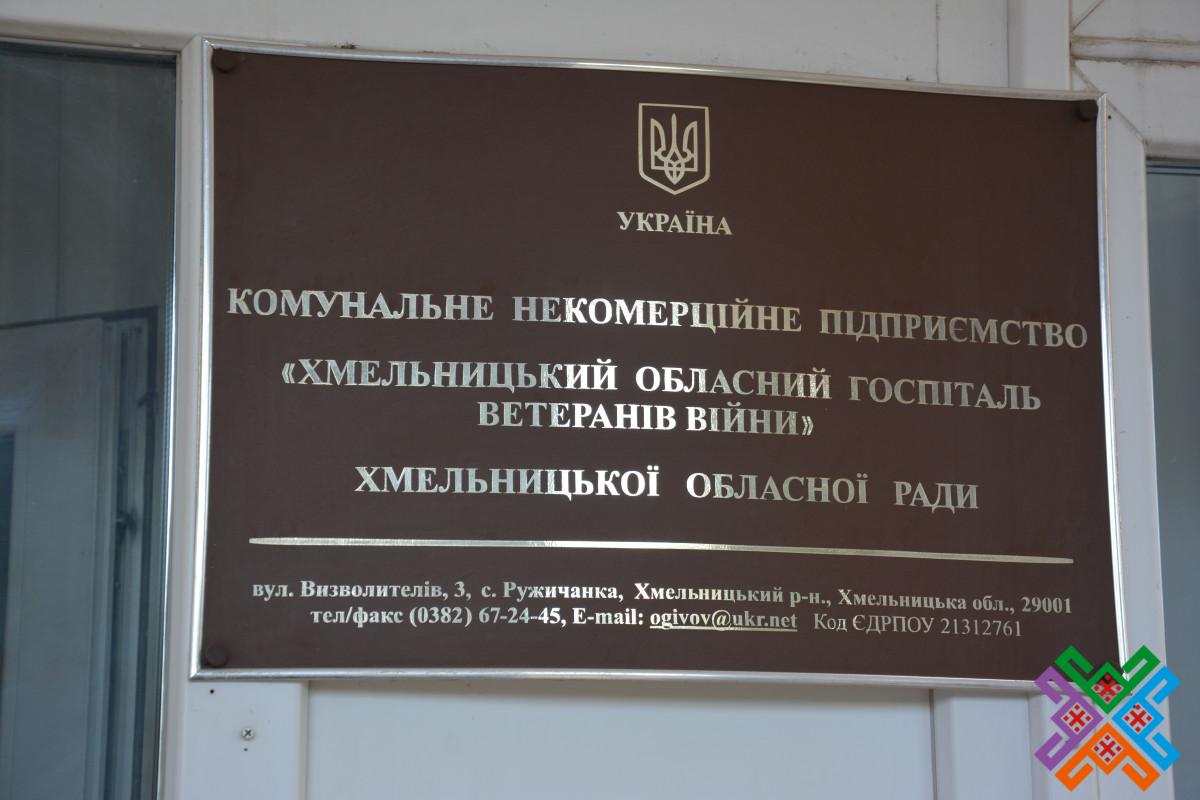 УКРАЇНА
КОМУНАЛЬНЕ НЕКОМЕРЦІЙНЕ ПІДПРИЄМСТВО
«ХМЕЛЬНИЦЬКИЙ ОБЛАСНИЙ ГОСПІТАЛЬ
ВЕТЕРАНІВ ВІЙНИ»
ХМЕЛЬНИЦЬКОЇ ОБЛАСНОЇ РАДИ
вул. Визволителів, 3, с. Ружичанка, Хмельницький р-н., Хмельницька обл., 29001
тел/факс (0382) 67-24-45, E-mail: ogivov@ukr.net Код ЄДРПОУ 21312761